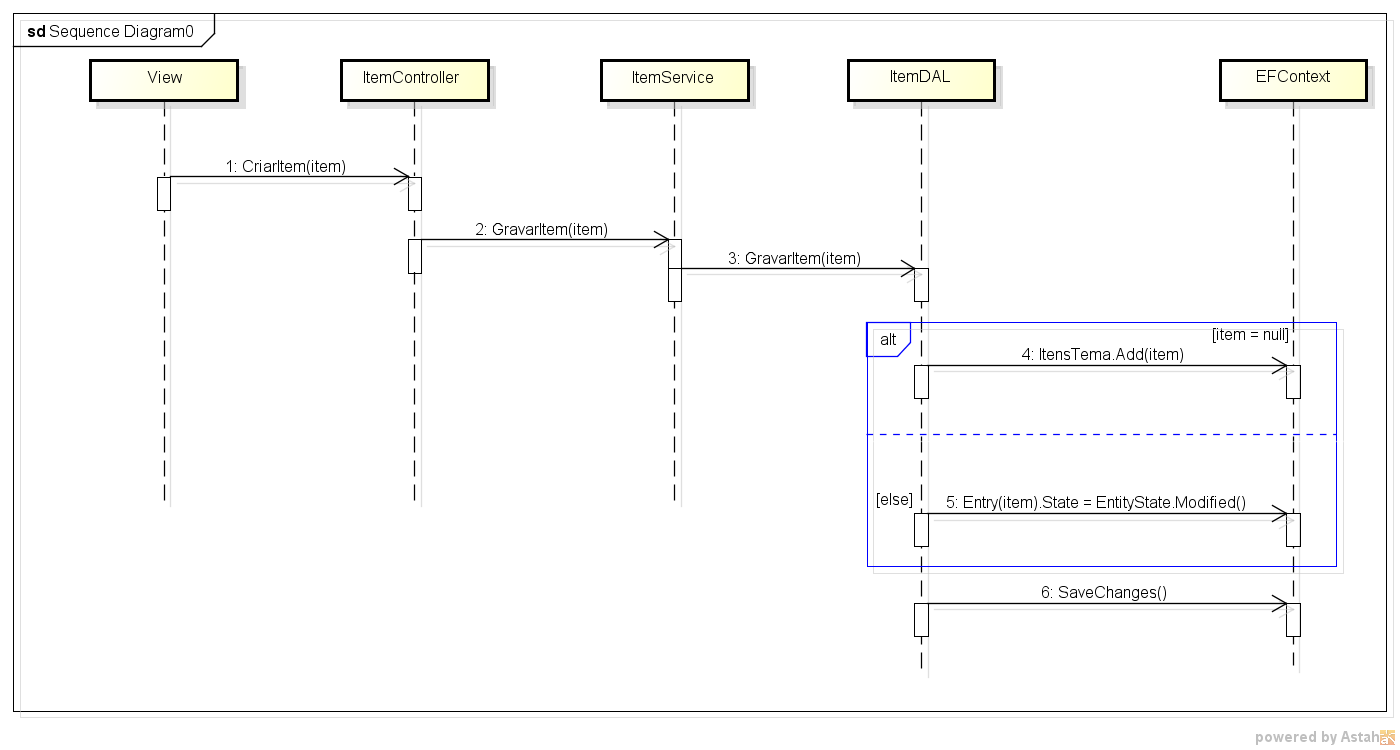 sd Sequence Diagram0
View
ItemController
ItemService
ItemDAL
EFContext
1: CriarItem(item)
2: GravarItem(item)
3: GravarItem(item)
alt
[item = null]
4: ItensTema.Add(item)
[else]
5: Entry(item).State = EntityState.Modified()
6: SaveChanges()
powered by Astah